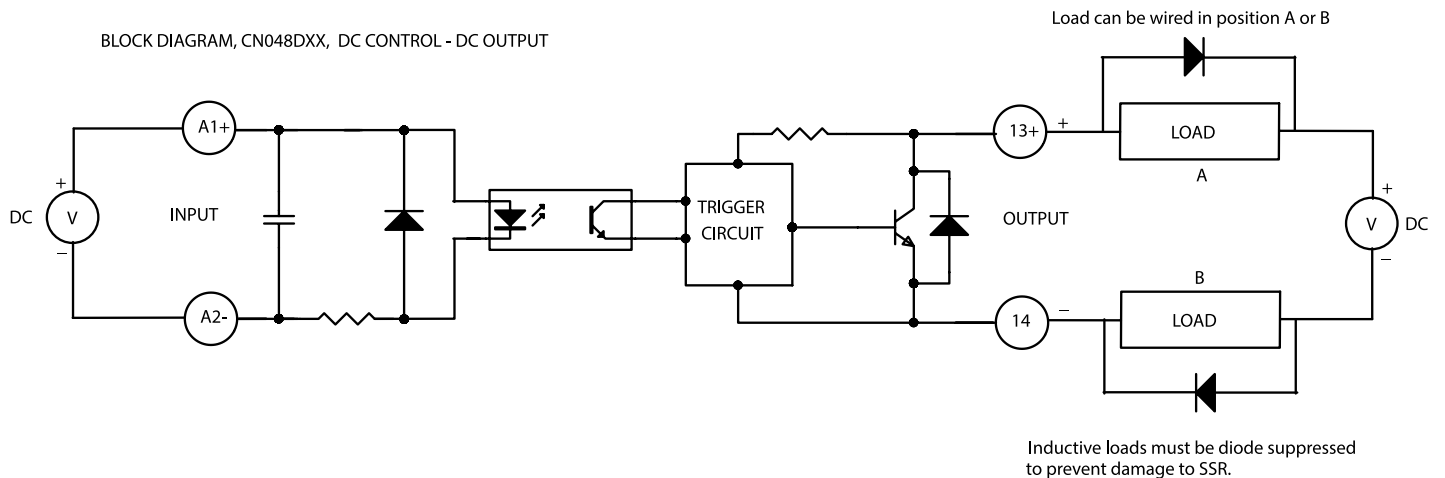 Load can be wired in position A or B
BLOCK DIAGRAM, CN048DXX, DC CONTROL - DC OUTPUT
A1+
13+
+
LOAD
A
+
DC
V
−
INPUT
TRIGGER
CIRCUIT
OUTPUT
+
V
DC
−
B
A2-
14
−
LOAD
Inductive loads must be diode suppressed
to prevent damage to SSR.